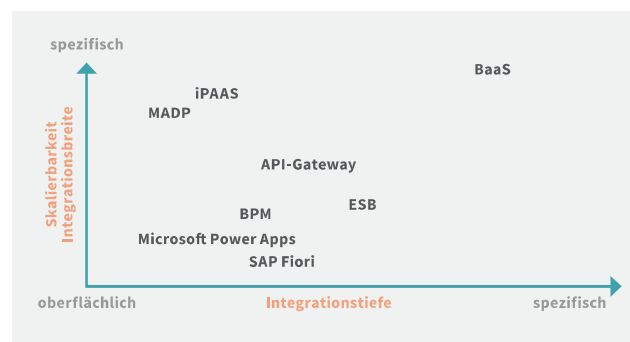 spezifisch
BaaS
iPAAS
MADP
Skalierbarkeit
Integrationsbreite
API-Gateway
ESB
BPM
Microsoft Power Apps
SAP Fiori
oberflächlich
Integrationstiefe
spezifisch